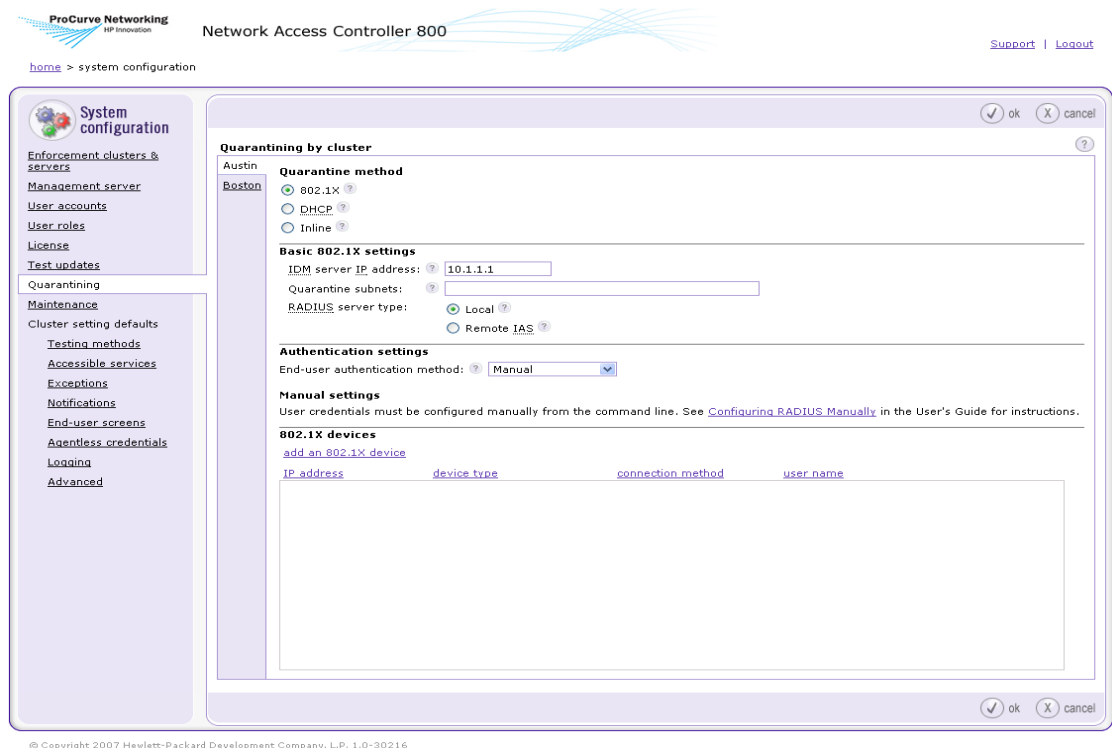 ProCurve Networking
HP Innovation
Network Access Controller 800
Support | Logout
home > system configuration
System configuration
ok
cancel
Enforcement clusters & servers
Management server
User accounts
User roles
License
Test updates
Quarantining
Maintenance
Cluster setting defaults
Testing methods
Accessible services
Exceptions
Notifications
End-user screens
Agentless credentials
Logging
Advanced
Quarantining by cluster
?
Austin
Boston
Quarantine method
802.1X ?
DHCP ?
Inline ?
Basic 802.1X settings
IDM server IP address: ? 10.1.1.1
Quarantine subnets: ?
RADIUS server type: Local ?
Remote IAS ?
Authentication settings
End-user authentication method: ? Manual
Manual settings
User credentials must be configured manually from the command line. See Configuring RADIUS Manually in the User's Guide for instructions.
802.1X devices
add an 802.1X device
IP address device type connection method user name
ok
cancel
© Copyright 2007 Hewlett-Packard Development Company, L.P. 1.0-30216